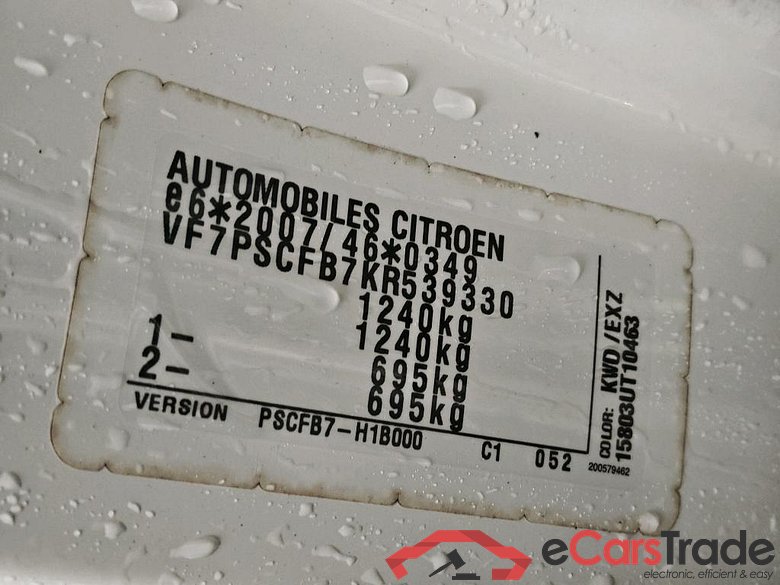 AUTOMOBILES CITROEN
e6*2007/46*0349
VF7PSCFB7KR539330
1240kg
1240kg
1- 695kg
2- 695kg
VERSION PSCFB7-H1B000 C1 052
COLOR: KWD/EXZ
15803UT10463
200579462
eCarsTrade
electronic, efficient & easy